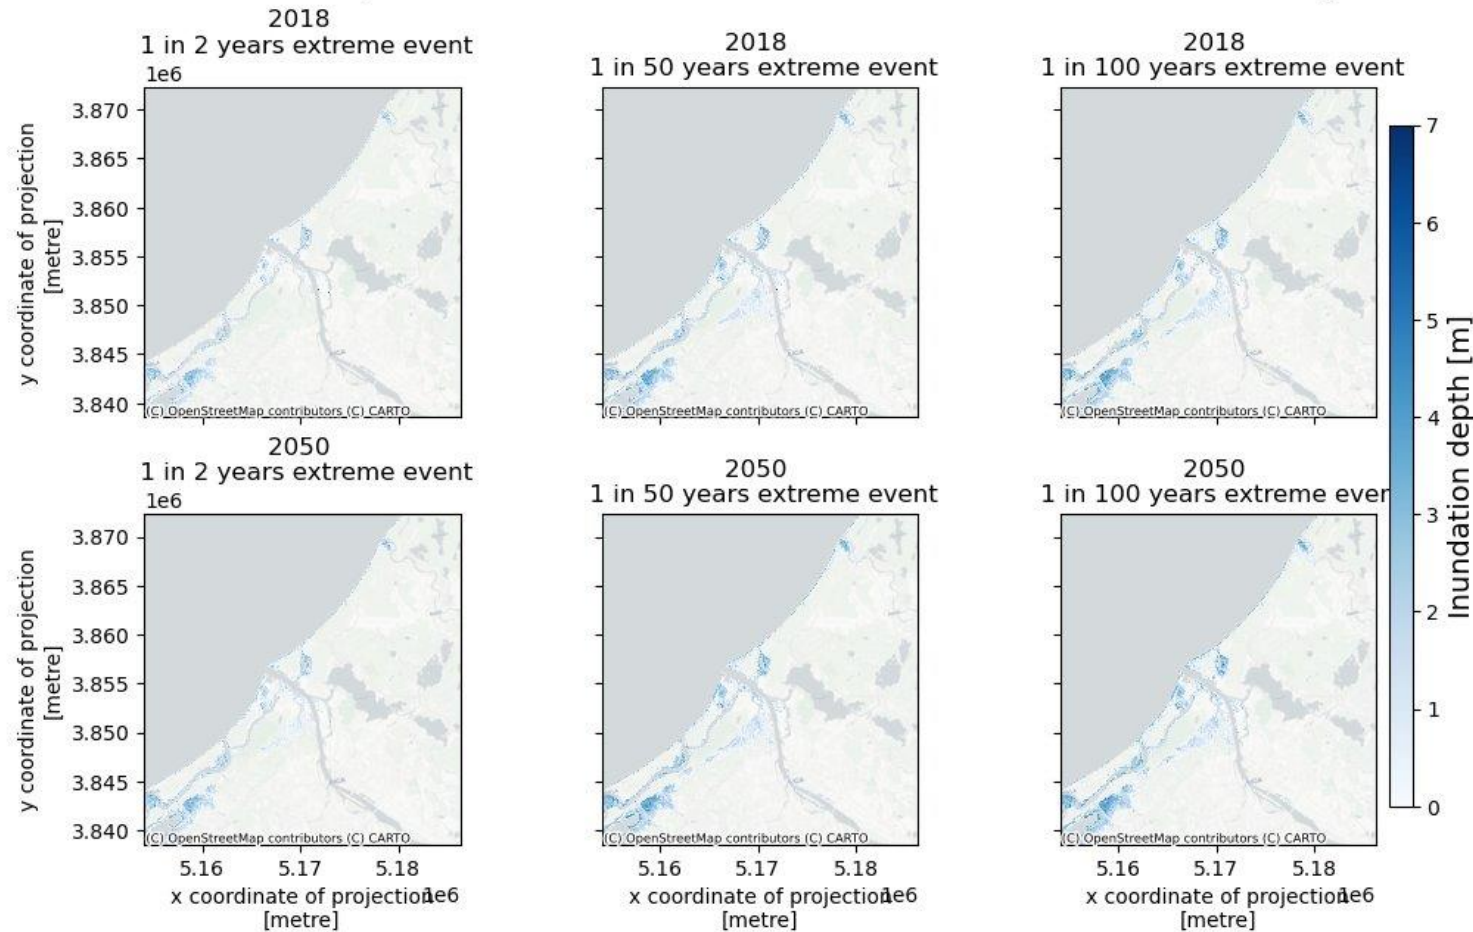 2018
1 in 2 years extreme event
2018
1 in 50 years extreme event
2018
1 in 100 years extreme event
1e6
3.870
3.865
3.860
3.855
3.850
3.845
3.840
y coordinate of projection
[metre]
(C) OpenStreetMap contributors (C) CARTO
(C) OpenStreetMap contributors (C) CARTO
(C) OpenStreetMap contributors (C) CARTO
2050
1 in 2 years extreme event
2050
1 in 50 years extreme event
2050
1 in 100 years extreme ever
1e6
3.870
3.865
3.860
3.855
3.850
3.845
3.840
y coordinate of projection
[metre]
(C) OpenStreetMap contributors (C) CARTO
(C) OpenStreetMap contributors (C) CARTO
(C) OpenStreetMap contributors (C) CARTO
5.16 5.17 5.18
x coordinate of projection 1e6
[metre]
5.16 5.17 5.18
x coordinate of projection 1e6
[metre]
5.16 5.17 5.18
x coordinate of projection 1e6
[metre]
7
6
5
4
3
2
1
0
Inundation depth [m]